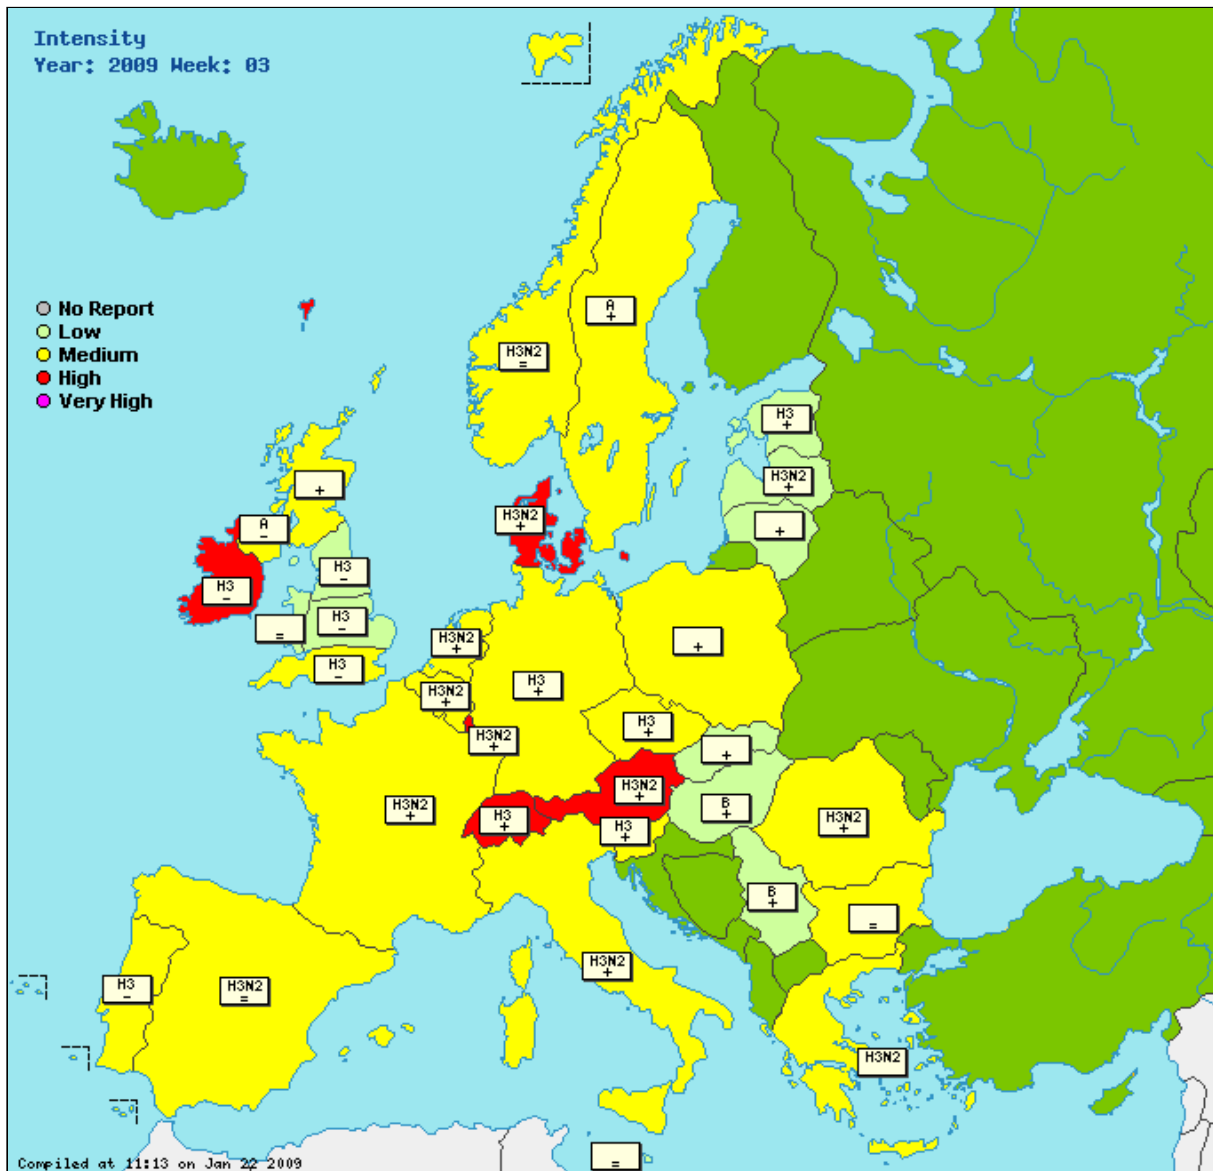 Intensity
Year: 2009 Week: 03
No Report
Low
Medium
High
Very High
A
+
H3N2
=
H3
+
H3N2
+
+
+
A
-
H3N2
+
H3
-
H3
-
H3
-
=
H3
-
H3N2
+
+
H3N2
+
H3
+
H3
+
H3N2
+
+
H3N2
+
H3N2
+
H3
+
H3
+
B
+
H3N2
+
B
+
=
H3N2
+
H3
-
H3N2
=
H3N2
=
Compiled at 11:13 on Jan 22 2009